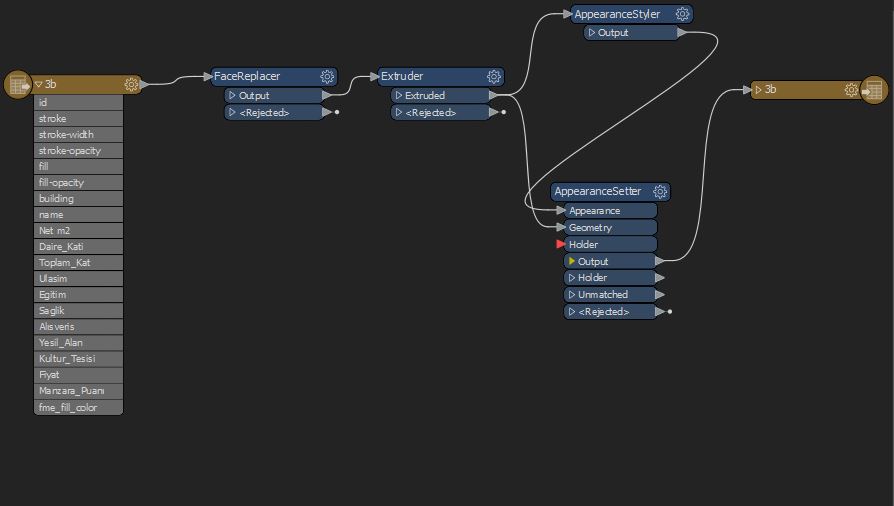 3b
id
stroke
stroke-width
stroke-opacity
fill
fill-opacity
building
name
Net m2
Daire_Kati
Toplam_Kat
Ulasim
Egitim
Saglik
Alısveris
Yesil_Alan
Kultur_Tesisi
Fiyat
Manzara_Puanı
fme_fill_color
FaceReplacer
Output
<Rejected>
Extruder
Extruded
<Rejected>
AppearanceStyler
Output
AppearanceSetter
Appearance
Geometry
Holder
Output
Holder
Unmatched
<Rejected>
3b